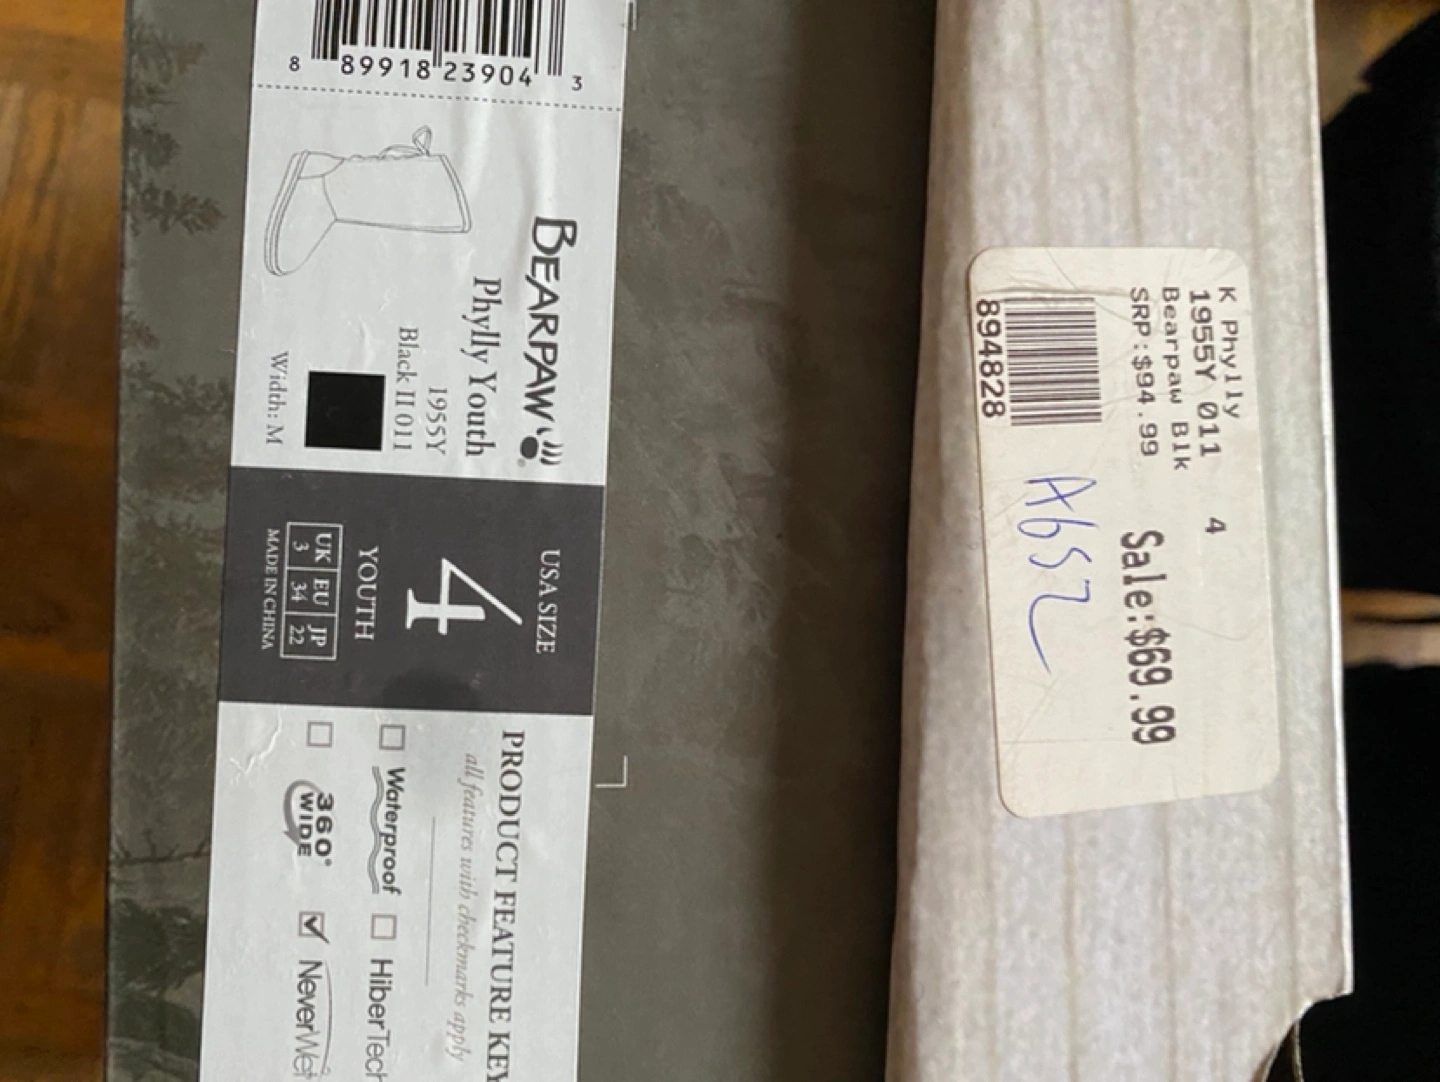 8 89918 23904 3
BEARPAW
Phylly Youth
1955Y
Black II 011
Width: M
USA SIZE
4
YOUTH
UK EU JP
3 34 22
MADE IN CHINA
PRODUCT FEATURE KEY
all features with checkmarks apply
Waterproof HiberTech
360° WIDE NeverWet
K Phylly
1955Y 011 4
Bearpaw Blk
SRP:$94.99 Sale:$69.99
894828